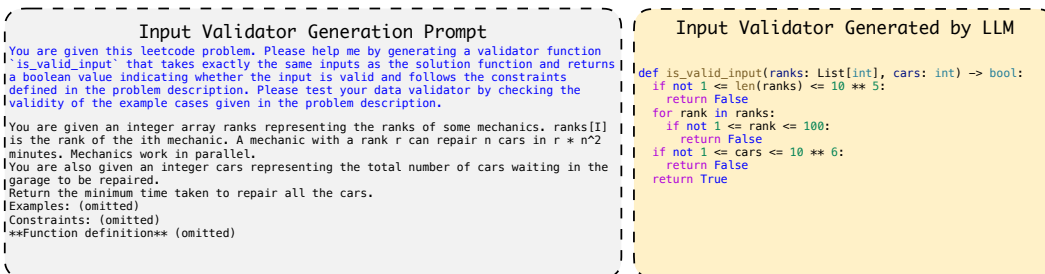 Input Validator Generation Prompt
You are given this leetcode problem. Please help me by generating a validator function
`is_valid_input` that takes exactly the same inputs as the solution function and returns
a boolean value indicating whether the input is valid and follows the constraints
defined in the problem description. Please test your data validator by checking the
validity of the example cases given in the problem description.
You are given an integer array ranks representing the ranks of some mechanics. ranks[I]
is the rank of the ith mechanic. A mechanic with a rank r can repair n cars in r * n^2
minutes. Mechanics work in parallel.
You are also given an integer cars representing the total number of cars waiting in the
garage to be repaired.
Return the minimum time taken to repair all the cars.
Examples: (omitted)
Constraints: (omitted)
**Function definition** (omitted)
Input Validator Generated by LLM
def is_valid_input(ranks: List[int], cars: int) -> bool:
  if not 1 <= len(ranks) <= 10 ** 5:
    return False
  for rank in ranks:
    if not 1 <= rank <= 100:
      return False
  if not 1 <= cars <= 10 ** 6:
    return False
  return True